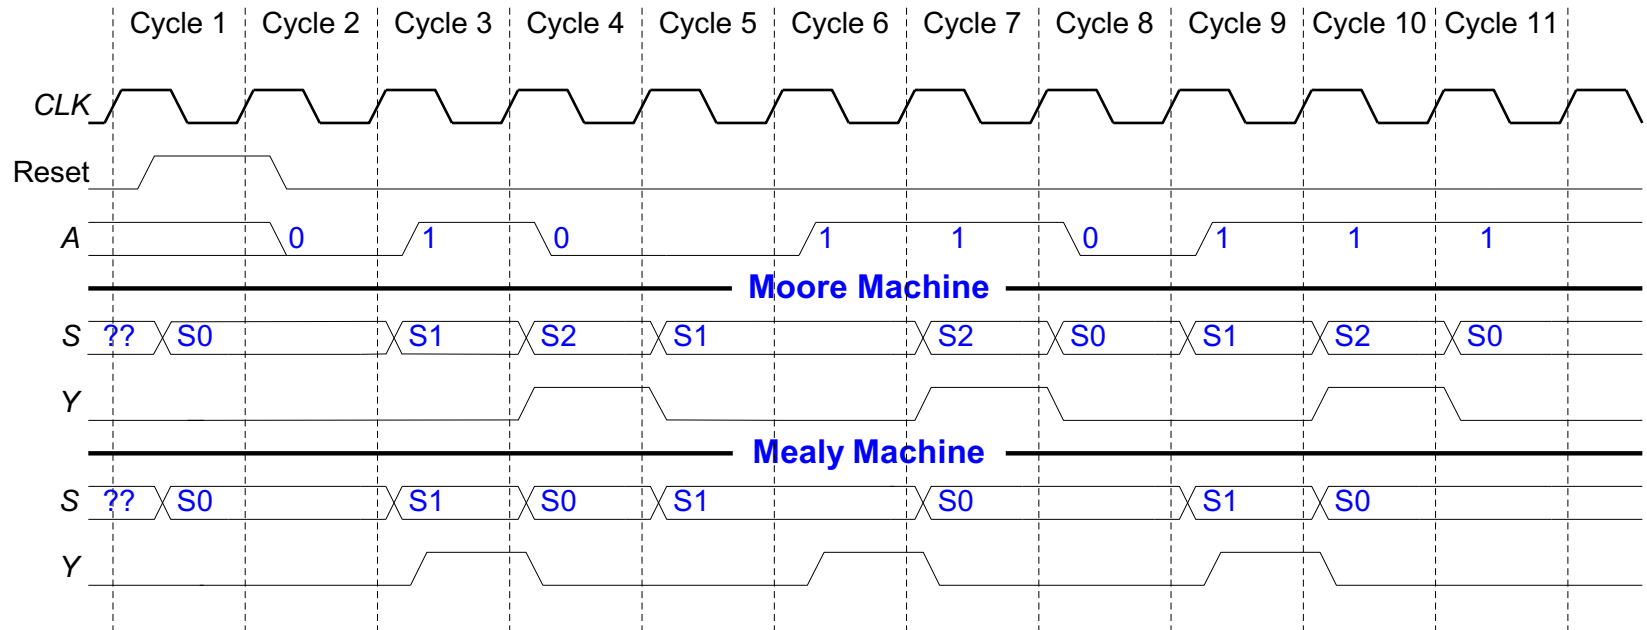 Cycle 1 Cycle 2 Cycle 3 Cycle 4 Cycle 5 Cycle 6 Cycle 7 Cycle 8 Cycle 9 Cycle 10 Cycle 11
CLK
Reset
A 0 1 0 1 1 0 1 1 1
Moore Machine
S ?? S0 S1 S2 S1 S2 S0 S1 S2 S0
Y
Mealy Machine
S ?? S0 S1 S0 S1 S0 S1 S0
Y